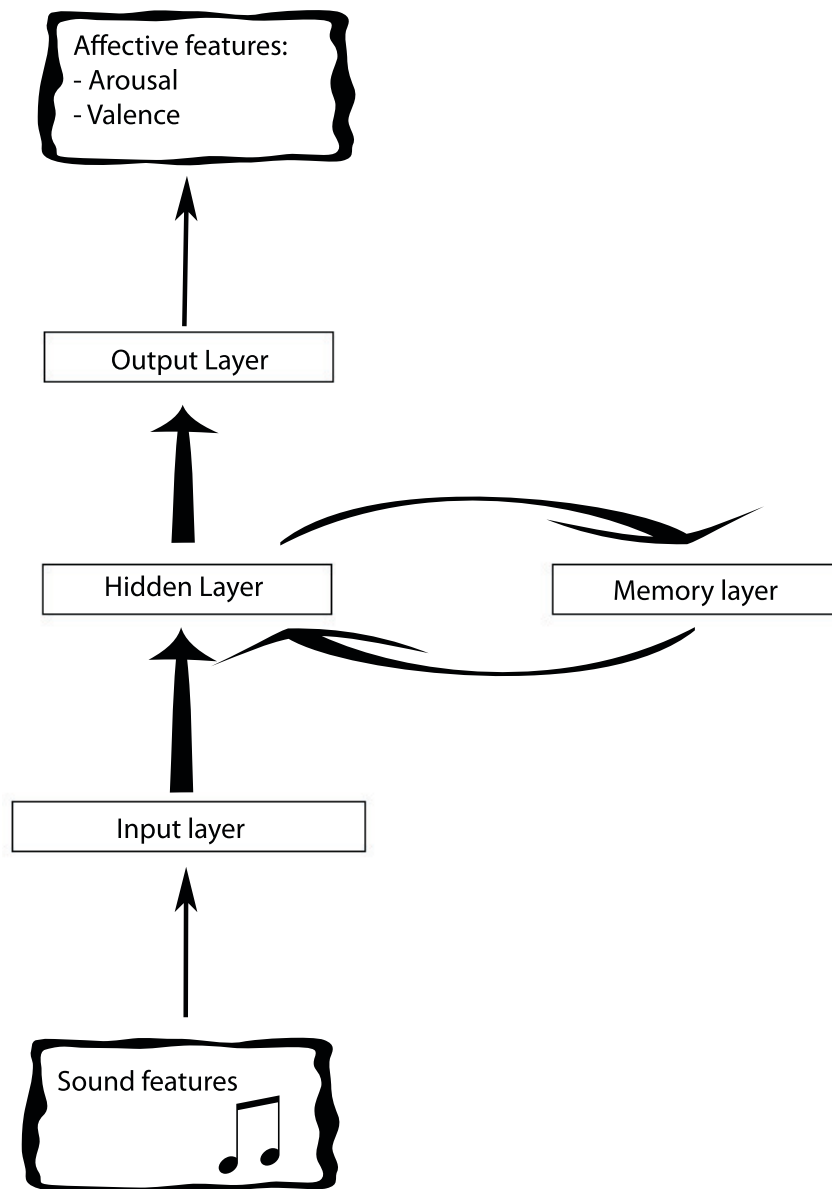 Affective features:
- Arousal
- Valence
Output Layer
Hidden Layer
Memory layer
Input layer
Sound features